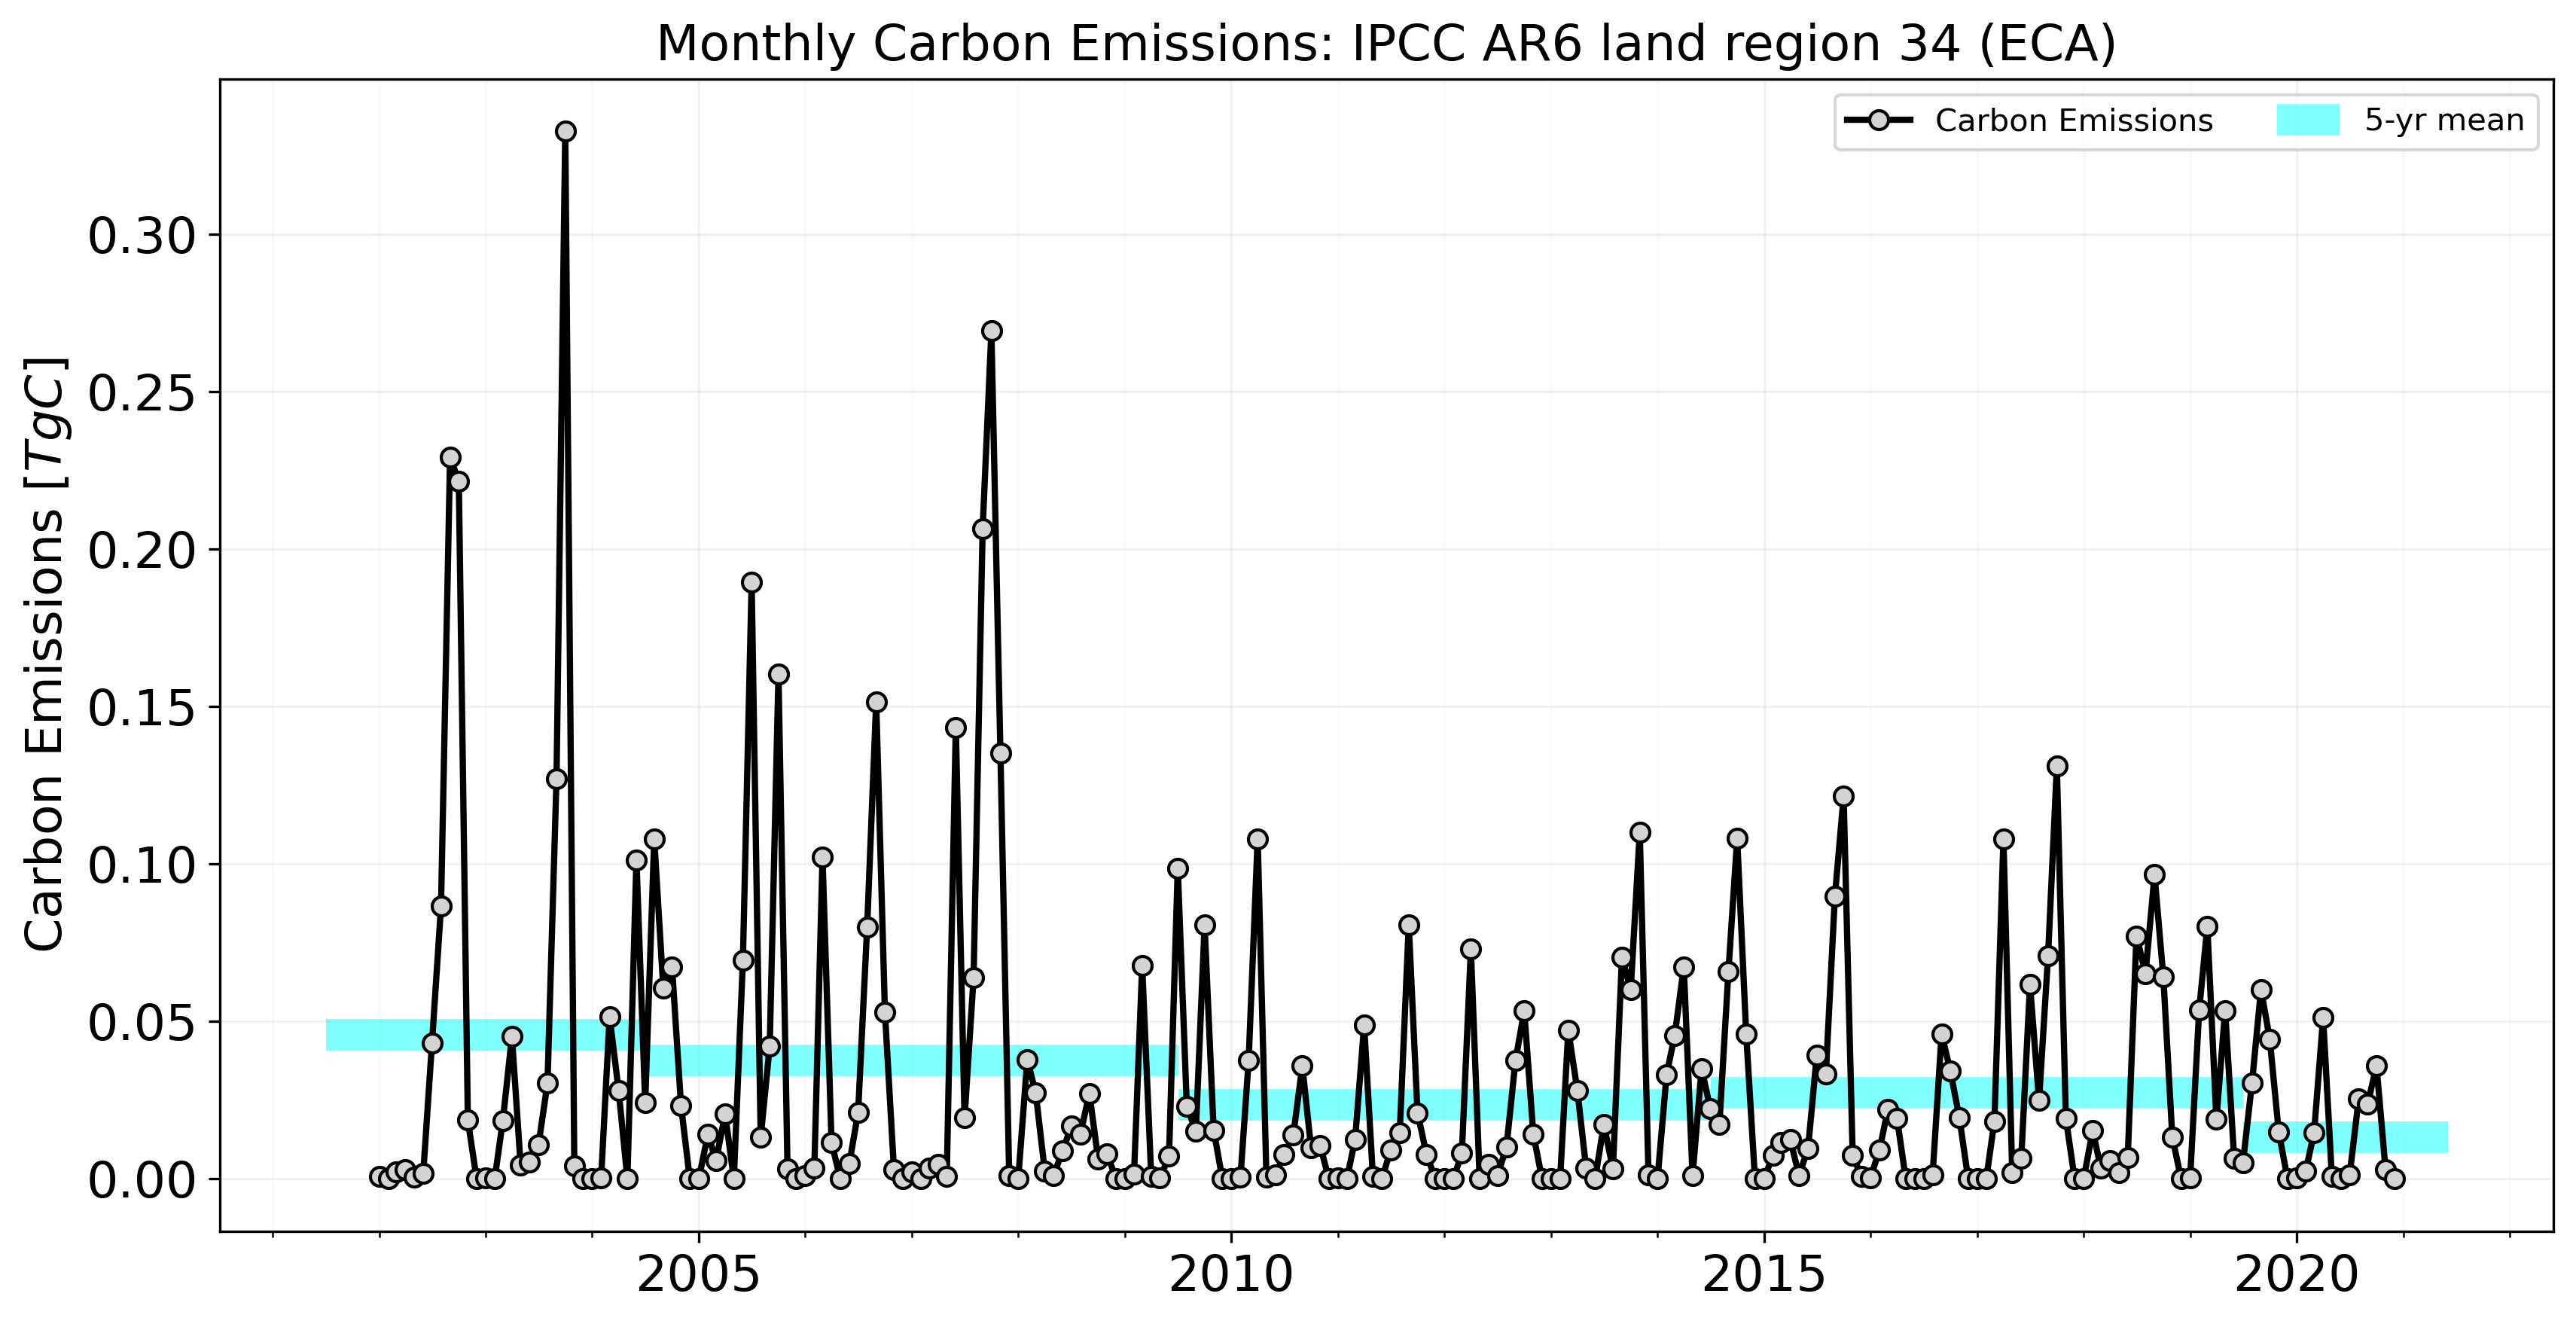 Monthly Carbon Emissions: IPCC AR6 land region 34 (ECA)
Carbon Emissions
5-yr mean
Carbon Emissions [TgC]
0.30
0.25
0.20
0.15
0.10
0.05
0.00
2005
2010
2015
2020